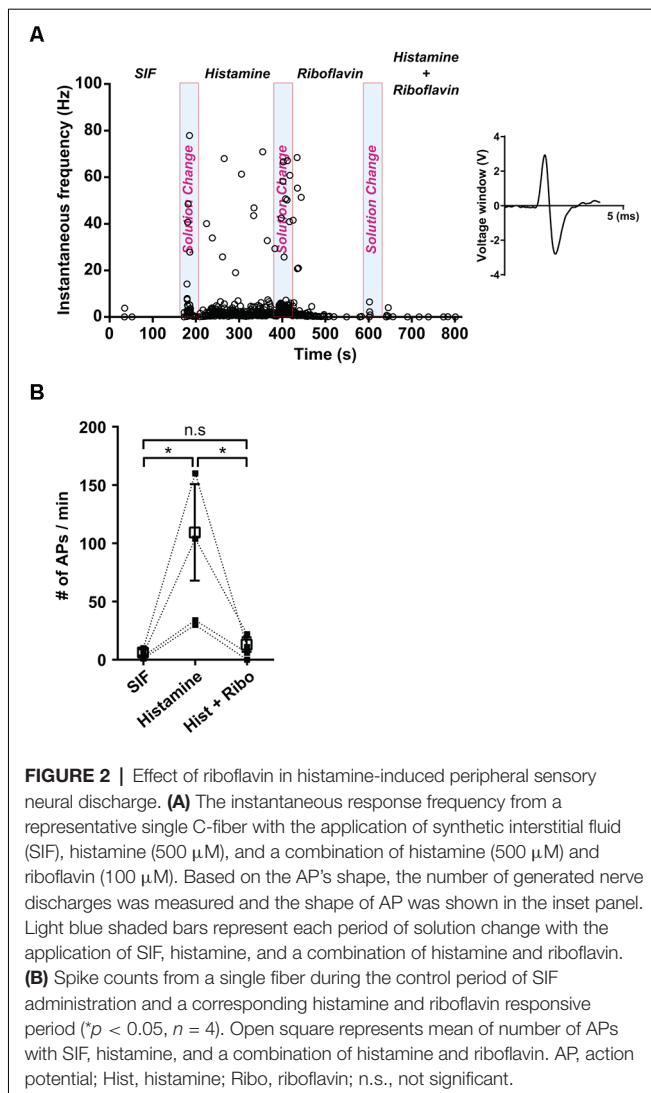 A
SIF
Histamine
Riboflavin
Histamine
+
Riboflavin
Instantaneous frequency (Hz)
100
80
60
40
20
0
Solution Change
Solution Change
Solution Change
0 100 200 300 400 500 600 700 800
Time (s)
Voltage window (V)
4
2
0
-2
-4
5 (ms)
B
# of APs / min
200
150
100
50
0
n.s
* *
SIF
Histamine
Hist + Ribo
FIGURE 2 | Effect of riboflavin in histamine-induced peripheral sensory
neural discharge. (A) The instantaneous response frequency from a
representative single C-fiber with the application of synthetic interstitial fluid
(SIF), histamine (500 μM), and a combination of histamine (500 μM) and
riboflavin (100 μM). Based on the AP's shape, the number of generated nerve
discharges was measured and the shape of AP was shown in the inset panel.
Light blue shaded bars represent each period of solution change with the
application of SIF, histamine, and a combination of histamine and riboflavin.
(B) Spike counts from a single fiber during the control period of SIF
administration and a corresponding histamine and riboflavin responsive
period (*p < 0.05, n = 4). Open square represents mean of number of APs
with SIF, histamine, and a combination of histamine and riboflavin. AP, action
potential; Hist, histamine; Ribo, riboflavin; n.s., not significant.